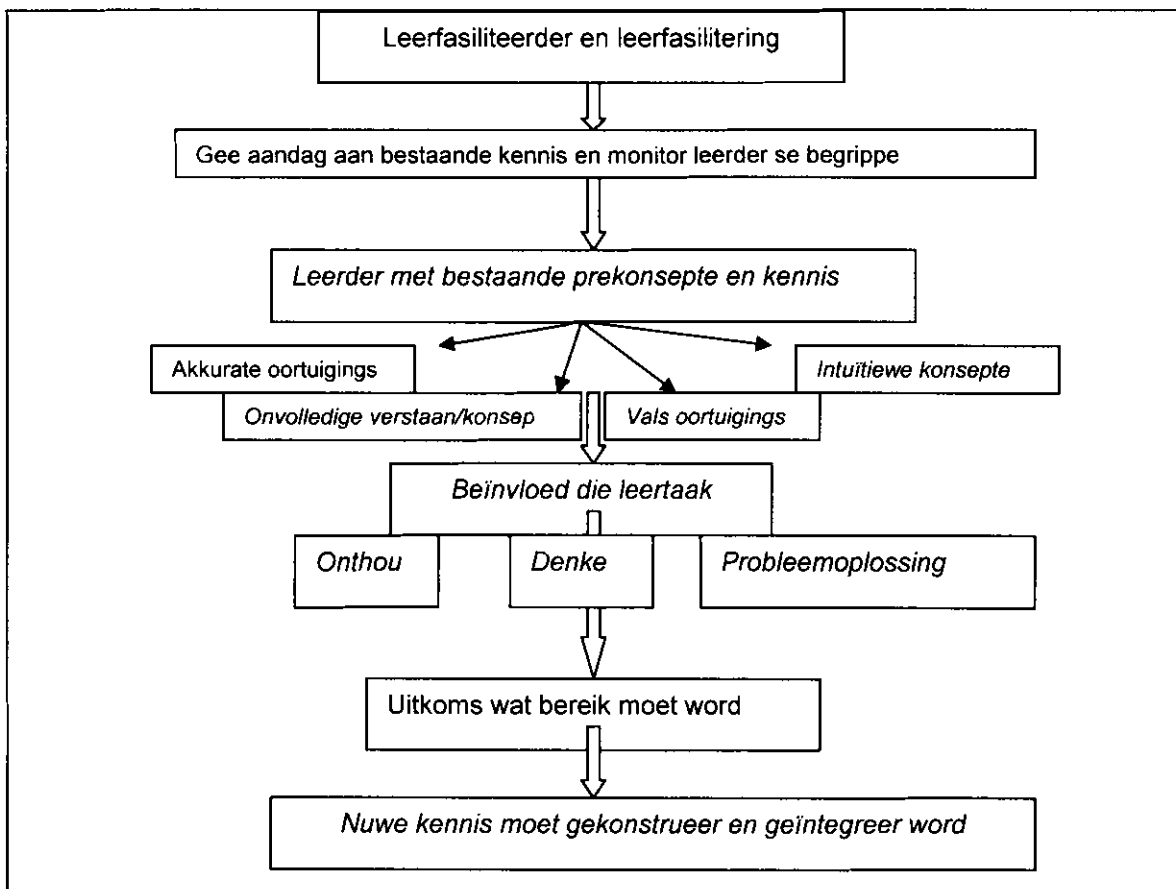 Leerfasiliteerder en leerfasilitering
Gee aandag aan bestaande kennis en monitor leerder se begrippe
Leerder met bestaande prekonsepte en kennis
Akkurate oortuigings
Intuïtiewe konsepte
Onvolledige verstaan/konsep
Vals oortuigings
Beïnvloed die leertaak
Onthou
Denke
Probleemoplossing
Uitkoms wat bereik moet word
Nuwe kennis moet gekonstrueer en geïntegreer word